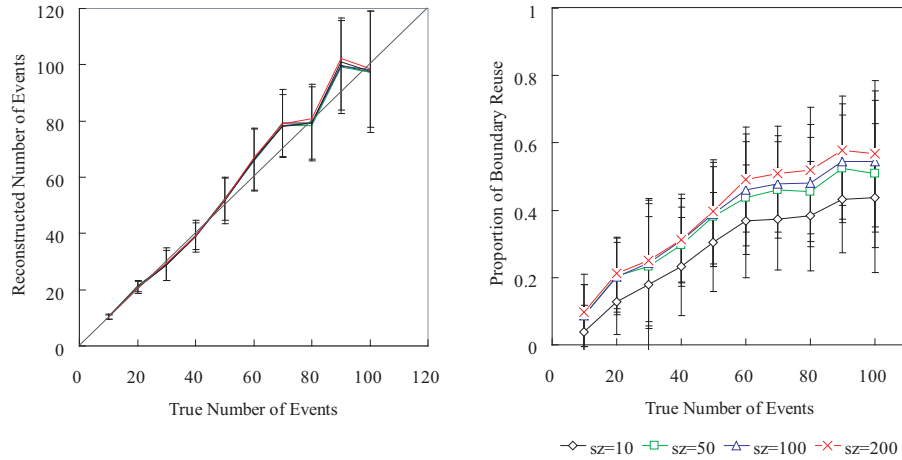 120
100
80
60
40
20
0
Reconstructed Number of Events
0 20 40 60 80 100 120
True Number of Events
1
0.8
0.6
0.4
0.2
0
Proportion of Boundary Reuse
0 20 40 60 80 100
True Number of Events
sz=10 sz=50 sz=100 sz=200